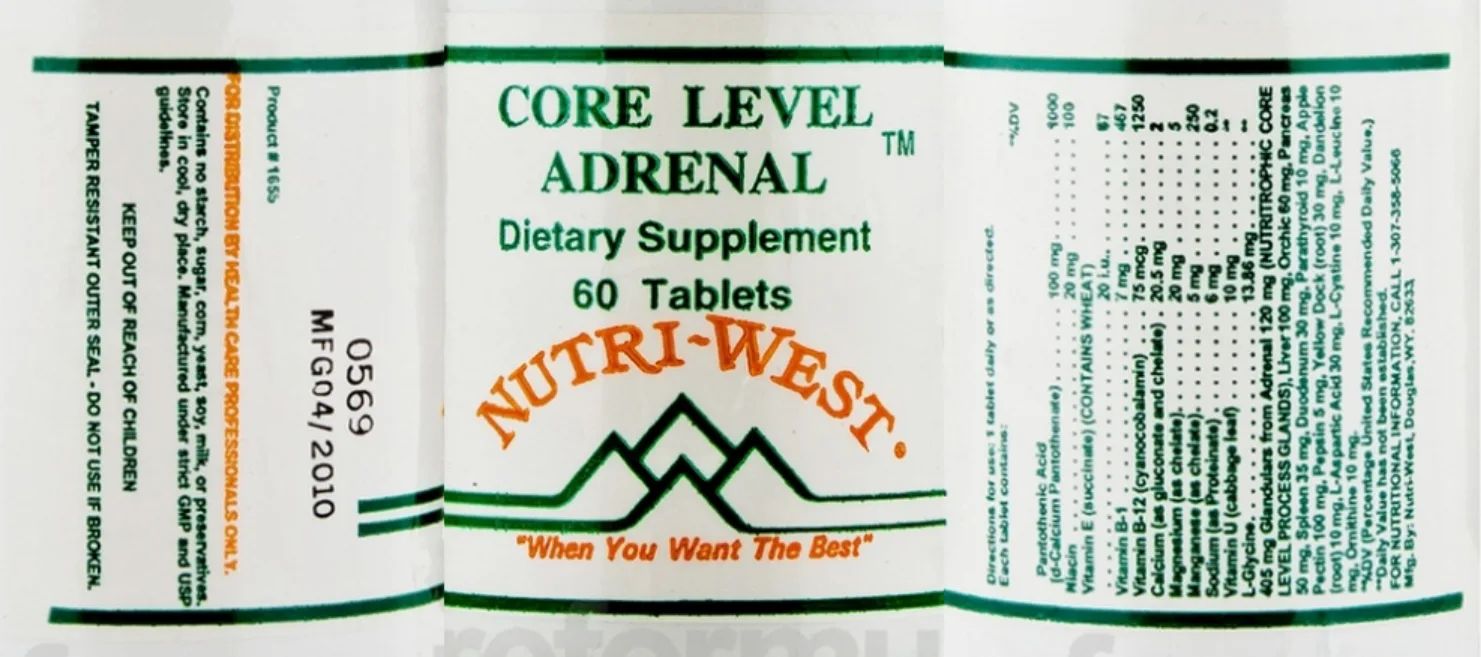 Product # 1655
FOR DISTRIBUTION BY HEALTH CARE PROFESSIONALS ONLY.
Contains no starch, sugar, corn, yeast, soy, milk, or preservatives.
Store in cool, dry place. Manufactured under strict GMP and USP
guidelines.
KEEP OUT OF REACH OF CHILDREN
TAMPER RESISTANT OUTER SEAL - DO NOT USE IF BROKEN.
0569
MFG04/2010
CORE LEVEL
ADRENAL ™
Dietary Supplement
60 Tablets
NUTRI-WEST®
"When You Want The Best"
Directions for use: 1 tablet daily or as directed.
Each tablet contains: **%DV
Pantothenic Acid
(d-Calcium Pantothenate) . . . . . 100 mg . . . . . . . . 1000
Niacin . . . . . . . . . . . . . . . . . . . 20 mg . . . . . . . . . 100
Vitamin E (succinate) (CONTAINS WHEAT)
. . . . . . . . . . . . . . . . . . . . . . . . 20 i.u. . . . . . . . . . . 67
Vitamin B-1 . . . . . . . . . . . . . . . 7 mg . . . . . . . . . . 467
Vitamin B-12 (cyanocobalamin) . . 75 mcg . . . . . . . . 1250
Calcium (as gluconate and chelate) . 20.5 mg . . . . . . . . . 2
Magnesium (as chelate) . . . . . . . 20 mg . . . . . . . . . . 5
Manganese (as chelate) . . . . . . . 5 mg . . . . . . . . . . 250
Sodium (as Proteinate) . . . . . . . 6 mg . . . . . . . . . . 0.2
Vitamin U (cabbage leaf) . . . . . . 10 mg
L-Glycine . . . . . . . . . . . . . . . . . 13.86 mg
405 mg Glandulars from Adrenal 120 mg (NUTRITROPHIC CORE
LEVEL PROCESS GLANDS), Liver 100 mg, Orchic 60 mg, Pancreas
50 mg, Spleen 35 mg, Duodenum 30 mg, Parathyroid 10 mg, Apple
Pectin 100 mg, Pepsin 5 mg, Yellow Dock (root) 30 mg, Dandelion
(root) 10 mg, L-Aspartic Acid 30 mg, L-Cystine 10 mg, L-Leucine 10
mg, Ornithine 10 mg.
**%DV (Percentage United States Recommended Daily Value.)
**Daily Value has not been established.
FOR NUTRITIONAL INFORMATION, CALL 1-307-358-5066
Mfg. By: Nutri-West, Douglas, WY. 82633